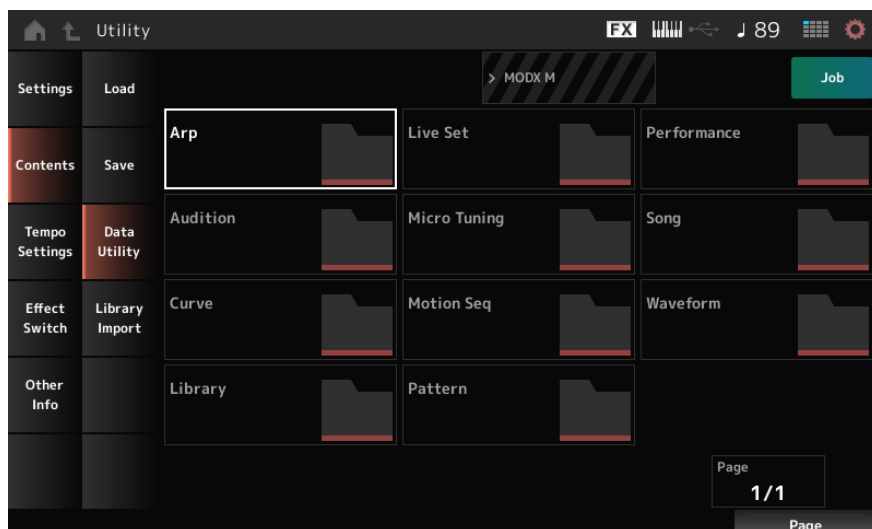 Utility
FX
89
Settings
Load
> MODX M
Job
Contents
Save
Arp
Live Set
Performance
Tempo
Settings
Data
Utility
Audition
Micro Tuning
Song
Effect
Switch
Library
Import
Curve
Motion Seq
Waveform
Other
Info
Library
Pattern
Page
1/1
Page